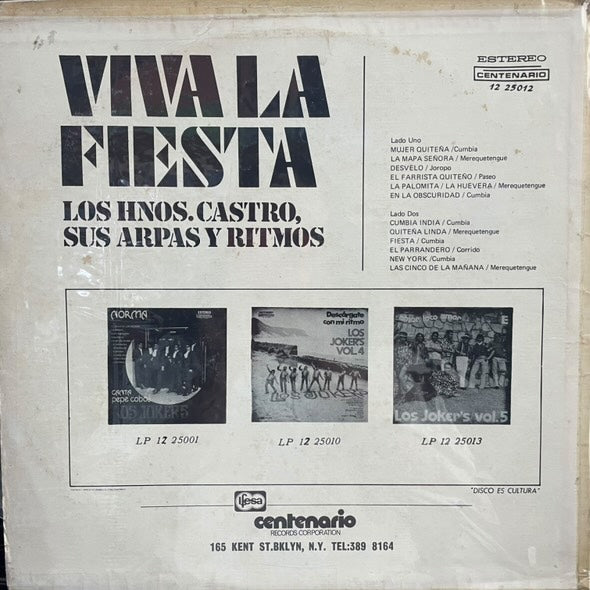 VIVA LA
FIESTA
LOS HNOS. CASTRO,
SUS ARPAS Y RITMOS
ESTEREO
CENTENARIO
12 25012
Lado Uno
MUJER QUITEÑA /Cumbia
LA MAPA SEÑORA / Merequetengue
DESVELO / Joropo
EL FARRISTA QUITEÑO / Paseo
LA PALOMITA / LA HUEVERA / Merequetengue
EN LA OBSCURIDAD / Cumbia
Lado Dos
CUMBIA INDIA / Cumbia
QUITEÑA LINDA / Merequetengue
FIESTA / Cumbia
EL PARRANDERO / Corrido
NEW YORK /Cumbia
LAS CINCO DE LA MAÑANA / Merequetengue
NORMA
CANTA
pepe cobos
LOS JOKERS
LP 12 25001
Descárgate
con mi ritmo
LOS
JOKERS
VOL. 4
LP 12 25010
Los Joker's vol.5
LP 12 25013
"DISCO ES CULTURA"
ifesa
centenario
RECORDS CORPORATION
165 KENT ST.BKLYN, N.Y. TEL:389 8164